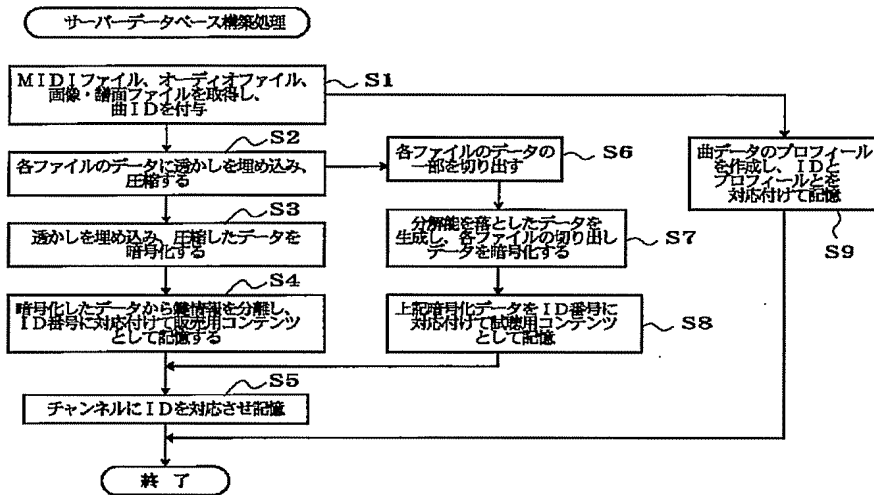 サーバーデータベース構築処理
S1
MIDIファイル、オーディオファイル、
画像・譜面ファイルを取得し、
曲IDを付与
S2
各ファイルのデータに透かしを埋め込み、
圧縮する
S3
透かしを埋め込み、圧縮したデータを
暗号化する
S4
暗号化したデータから鍵情報を分離し、
ID番号に対応付けて販売用コンテンツ
として記憶する
S5
チャンネルにIDを対応させ記憶
終了
各ファイルのデータの
一部を切り出す
S6
分解能を落としたデータを
生成し、各ファイルの切り出し
データを暗号化する
S7
上記暗号化データをID番号に
対応付けて試聴用コンテンツ
として記憶
S8
曲データのプロフィール
を作成し、IDと
プロフィールとを
対応付けて記憶
S9